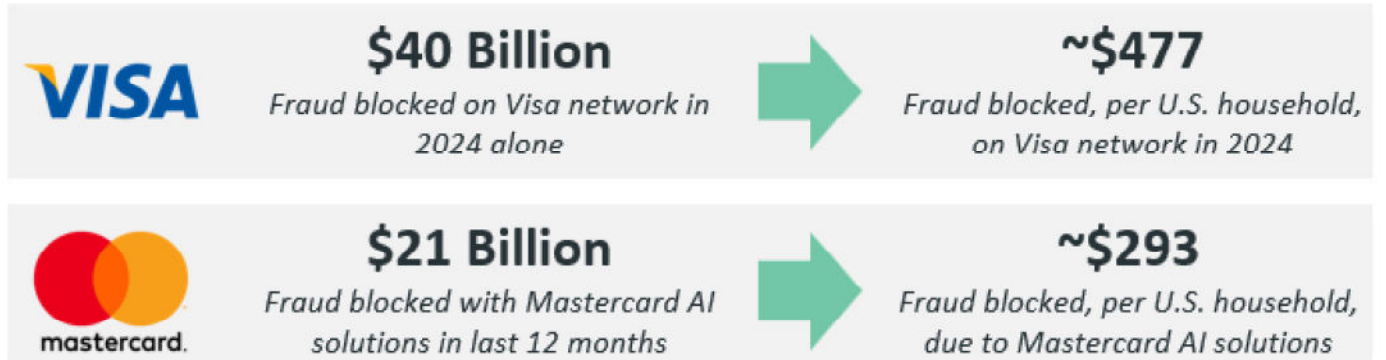 VISA
$40 Billion
Fraud blocked on Visa network in
2024 alone
~$477
Fraud blocked, per U.S. household,
on Visa network in 2024
mastercard.
$21 Billion
Fraud blocked with Mastercard AI
solutions in last 12 months
~$293
Fraud blocked, per U.S. household,
due to Mastercard AI solutions